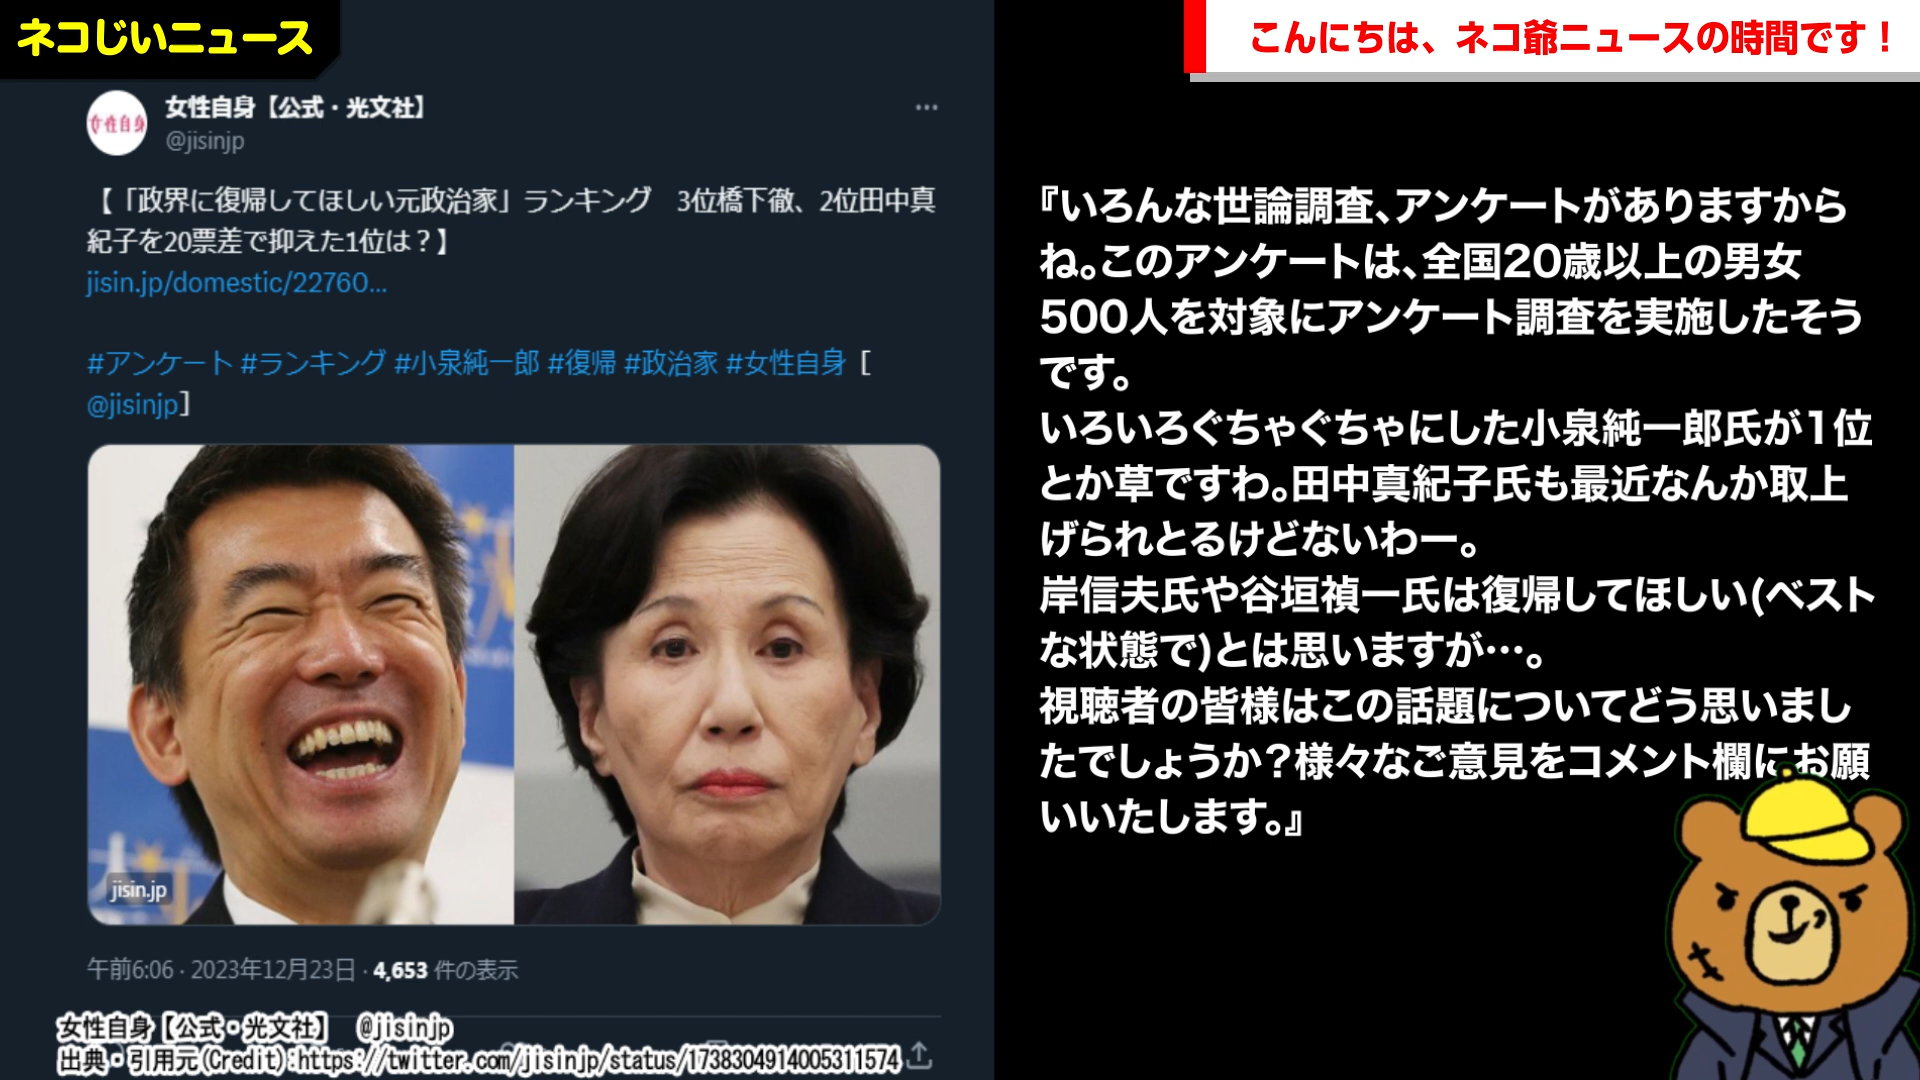 ネコじいニュース
こんにちは、ネコ爺ニュースの時間です！
女性自身
女性自身【公式・光文社】
@jisinjp
【「政界に復帰してほしい元政治家」ランキング　3位橋下徹、2位田中真
紀子を20票差で抑えた1位は？】
jisin.jp/domestic/22760...
#アンケート #ランキング #小泉純一郎 #復帰 #政治家 #女性自身 [
@jisinjp]
jisin.jp
午前6:06 · 2023年12月23日 · 4,653 件の表示
女性自身【公式・光文社】　@jisinjp
出典・引用元(Credit):https://twitter.com/jisinjp/status/1738304914005311574
『いろんな世論調査、アンケートがありますから
ね。このアンケートは、全国20歳以上の男女
500人を対象にアンケート調査を実施したそう
です。
いろいろぐちゃぐちゃにした小泉純一郎氏が1位
とか草ですわ。田中真紀子氏も最近なんか取上
げられとるけどないわー。
岸信夫氏や谷垣禎一氏は復帰してほしい(ベスト
な状態で)とは思いますが…。
視聴者の皆様はこの話題についてどう思いまし
たでしょうか？様々なご意見をコメント欄にお願
いいたします。』